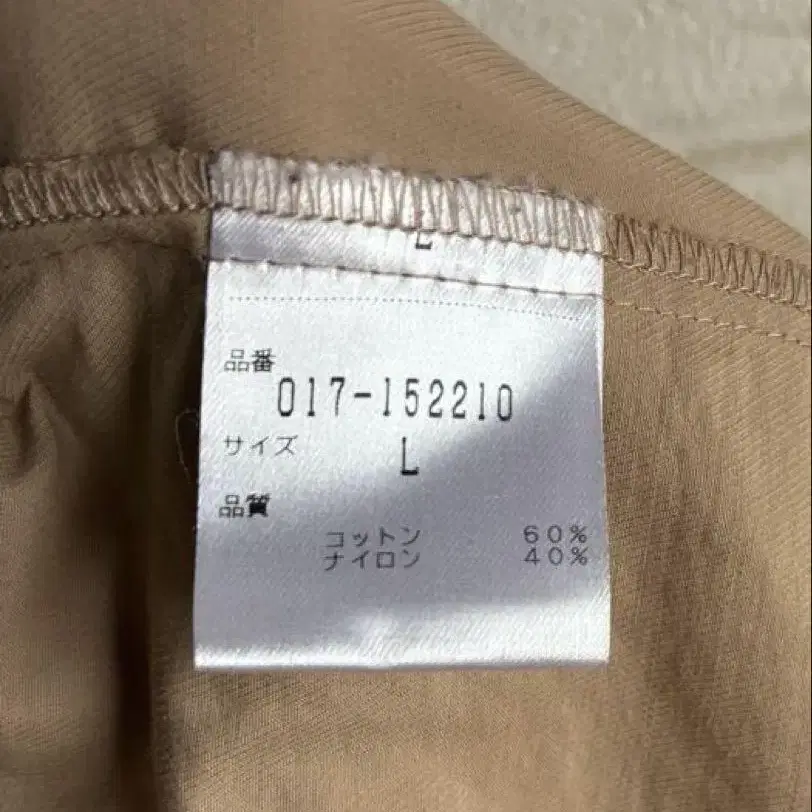 L
品番
017-152210
サイズ L
品質
コットン 60%
ナイロン 40%